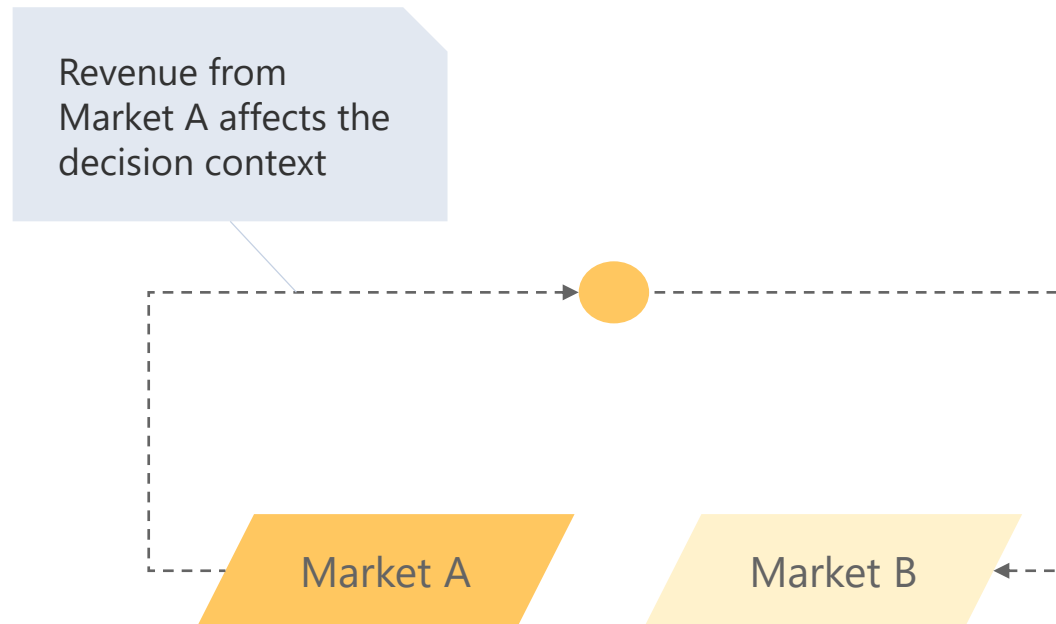 Revenue from
Market A affects the
decision context
Market A
Market B